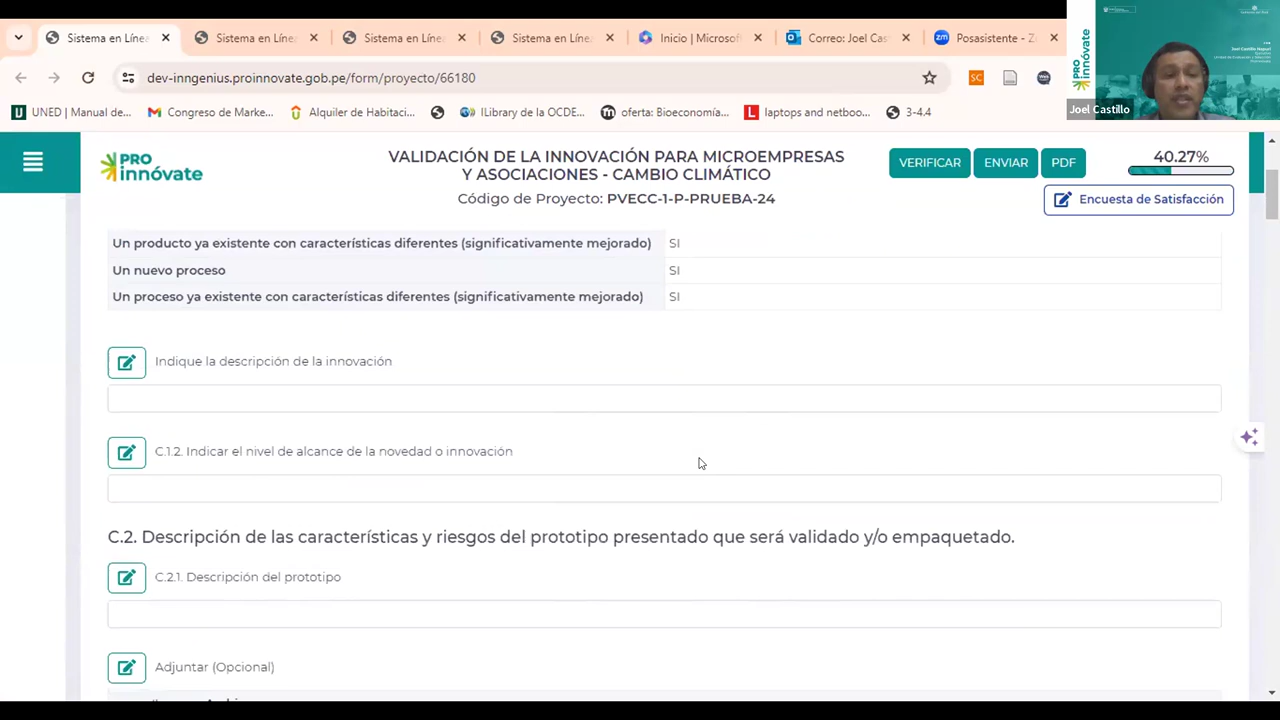 Sistema en Líne
Sistema en Líne
Sistema en Líne
Sistema en Líne
Inicio | Microsof
Correo: Joel Cas
Posasistente - Z
dev-inngenius.proinnovate.gob.pe/form/proyecto/66180
UNED | Manual de...
Congreso de Marke...
Alquiler de Habitaci...
ILibrary de la OCDE...
oferta: Bioeconomía...
laptops and netboo...
3-4.4
PRO innóvate
Joel Castillo
PRO innóvate
VALIDACIÓN DE LA INNOVACIÓN PARA MICROEMPRESAS
Y ASOCIACIONES - CAMBIO CLIMÁTICO
Código de Proyecto: PVECC-1-P-PRUEBA-24
VERIFICAR
ENVIAR
PDF
40.27%
Encuesta de Satisfacción
Un producto ya existente con características diferentes (significativamente mejorado) SI
Un nuevo proceso SI
Un proceso ya existente con características diferentes (significativamente mejorado) SI
Indique la descripción de la innovación
C.1.2. Indicar el nivel de alcance de la novedad o innovación
C.2. Descripción de las características y riesgos del prototipo presentado que será validado y/o empaquetado.
C.2.1. Descripción del prototipo
Adjuntar (Opcional)